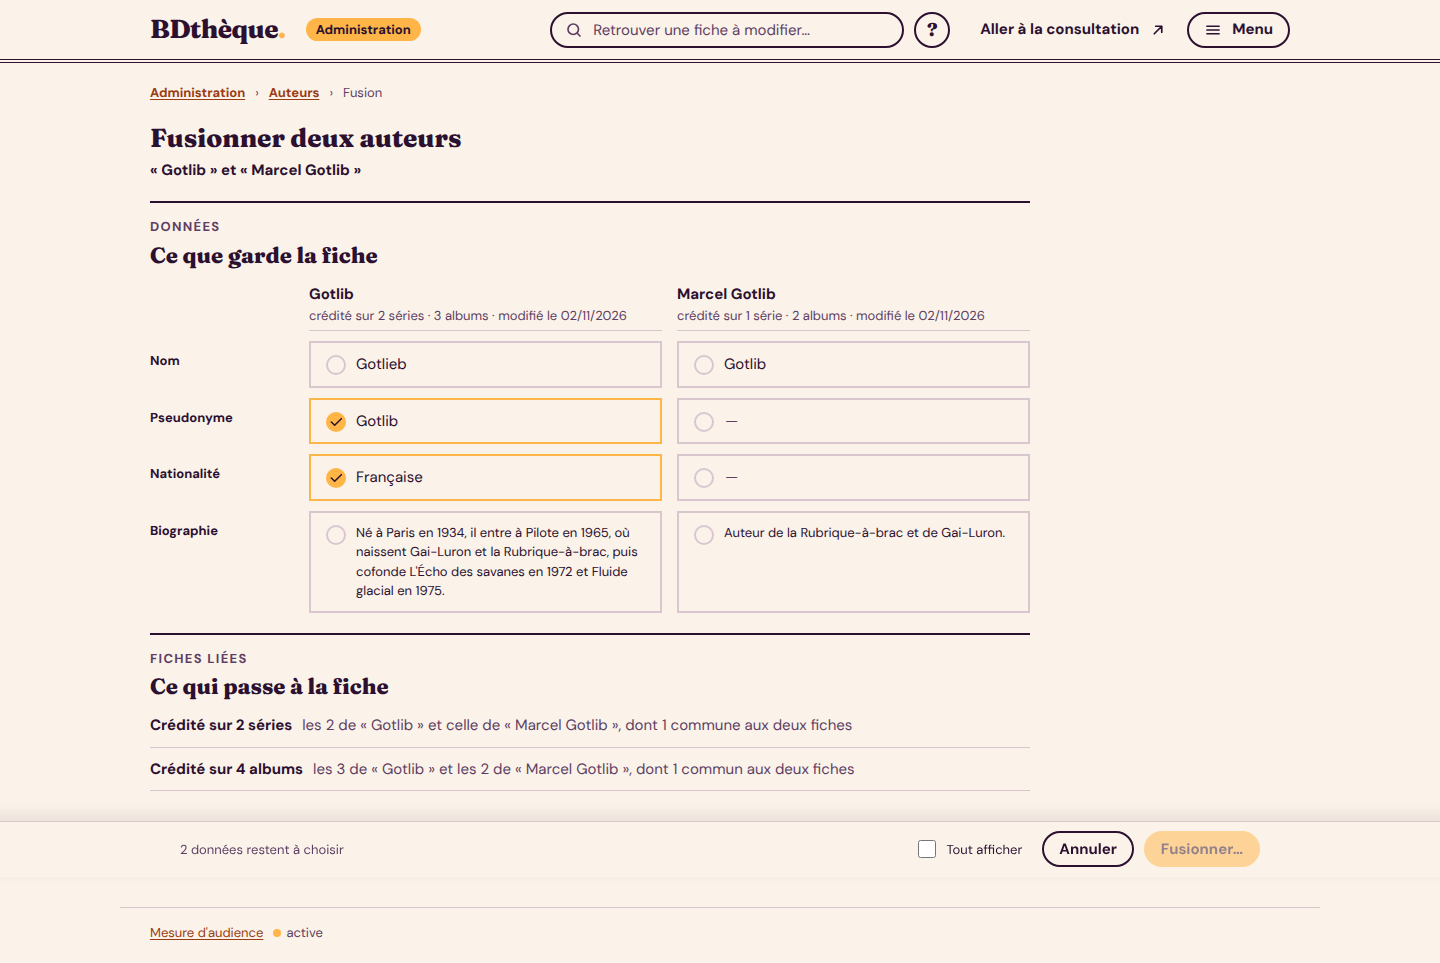 BDthèque. Administration Retrouver une fiche à modifier... ? Aller à la consultation Menu
Administration › Auteurs › Fusion
Fusionner deux auteurs
« Gotlib » et « Marcel Gotlib »
DONNÉES
Ce que garde la fiche
Gotlib Marcel Gotlib
crédité sur 2 séries · 3 albums · modifié le 02/11/2026 crédité sur 1 série · 2 albums · modifié le 02/11/2026
Nom Gotlieb Gotlib
Pseudonyme Gotlib —
Nationalité Française —
Biographie Né à Paris en 1934, il entre à Pilote en 1965, où Auteur de la Rubrique-à-brac et de Gai-Luron.
naissent Gai-Luron et la Rubrique-à-brac, puis
cofonde L'Écho des savanes en 1972 et Fluide
glacial en 1975.
FICHES LIÉES
Ce qui passe à la fiche
Crédité sur 2 séries les 2 de « Gotlib » et celle de « Marcel Gotlib », dont 1 commune aux deux fiches
Crédité sur 4 albums les 3 de « Gotlib » et les 2 de « Marcel Gotlib », dont 1 commun aux deux fiches
2 données restent à choisir Tout afficher Annuler Fusionner...
Mesure d'audience active